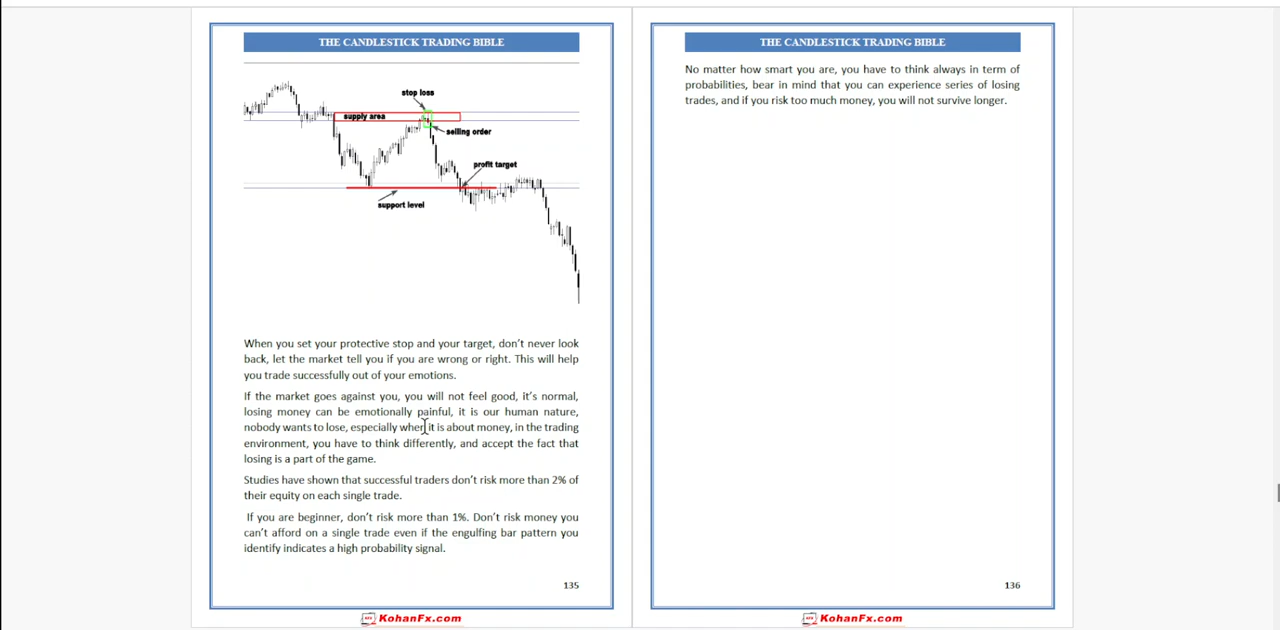 THE CANDLESTICK TRADING BIBLE
stop loss
supply area
selling order
profit target
support level
When you set your protective stop and your target, don't never look
back, let the market tell you if you are wrong or right. This will help
you trade successfully out of your emotions.
If the market goes against you, you will not feel good, it's normal,
losing money can be emotionally painful, it is our human nature,
nobody wants to lose, especially when it is about money, in the trading
environment, you have to think differently, and accept the fact that
losing is a part of the game.
Studies have shown that successful traders don't risk more than 2% of
their equity on each single trade.
If you are beginner, don't risk more than 1%. Don't risk money you
can't afford on a single trade even if the engulfing bar pattern you
identify indicates a high probability signal.
135
KohanFx.com
THE CANDLESTICK TRADING BIBLE
No matter how smart you are, you have to think always in term of
probabilities, bear in mind that you can experience series of losing
trades, and if you risk too much money, you will not survive longer.
136
KohanFx.com